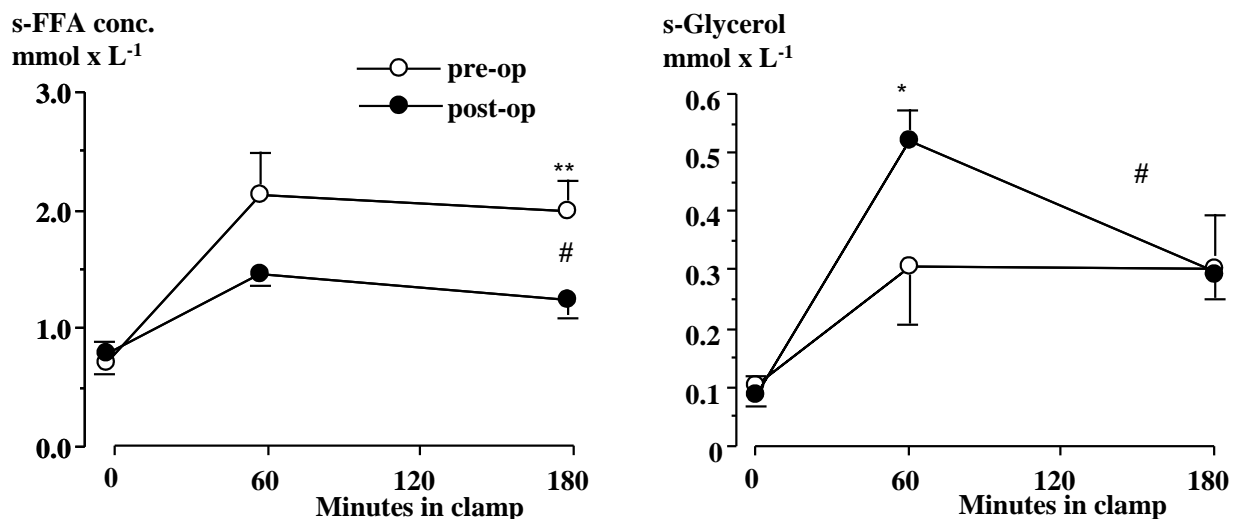 s-FFA conc.
mmol x L-1
pre-op
post-op
3.0
2.0
1.0
0.0
**
#
0 60 120 180
Minutes in clamp
s-Glycerol
mmol x L-1
0.6
0.5
0.4
0.3
0.2
0.1
0
*
#
0 60 120 180
Minutes in clamp